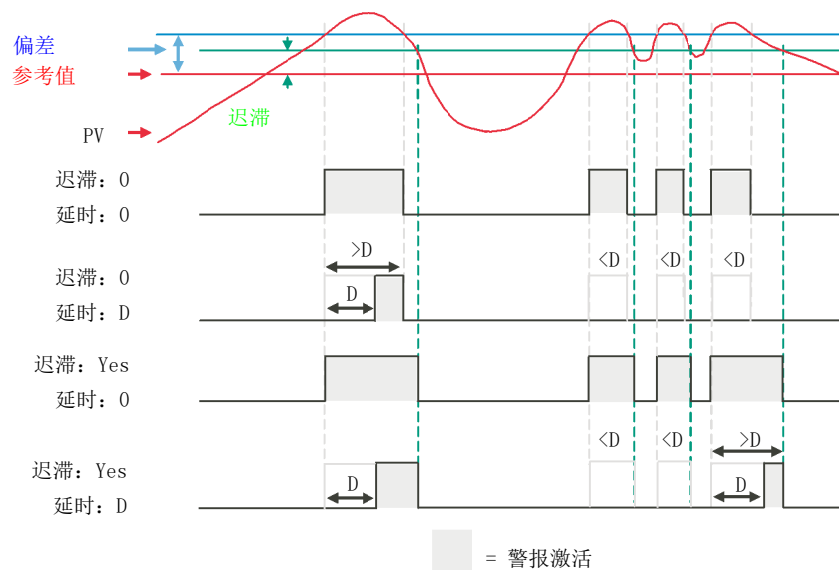 偏差
参考值
迟滞
PV
迟滞: 0
延时: 0
>D
<D
<D
<D
迟滞: 0
D
延时: D
迟滞: Yes
延时: 0
<D
<D
>D
迟滞: Yes
D
D
延时: D
= 警报激活